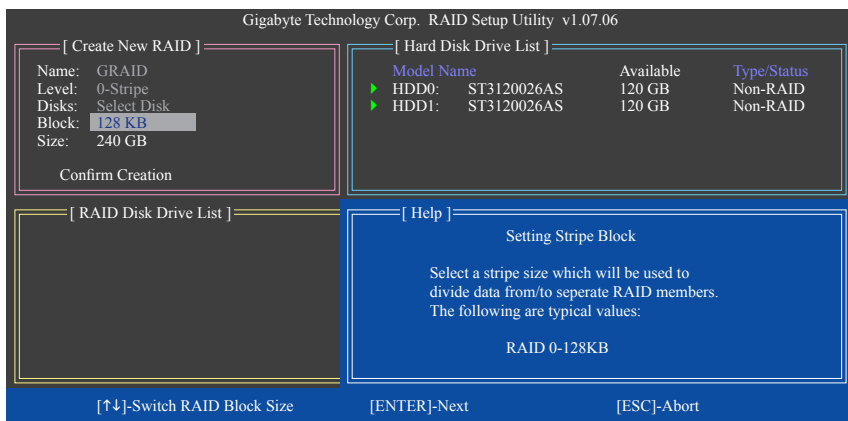 Gigabyte Technology Corp.  RAID Setup Utility  v1.07.06
[ Create New RAID ]
Name: GRAID
Level: 0-Stripe
Disks: Select Disk
Block: 128 KB
Size: 240 GB
Confirm Creation
[ Hard Disk Drive List ]
Model Name Available Type/Status
HDD0: ST3120026AS 120 GB Non-RAID
HDD1: ST3120026AS 120 GB Non-RAID
[ RAID Disk Drive List ]
[ Help ]
Setting Stripe Block
Select a stripe size which will be used to
divide data from/to seperate RAID members.
The following are typical values:
RAID 0-128KB
[↑↓]-Switch RAID Block Size [ENTER]-Next [ESC]-Abort